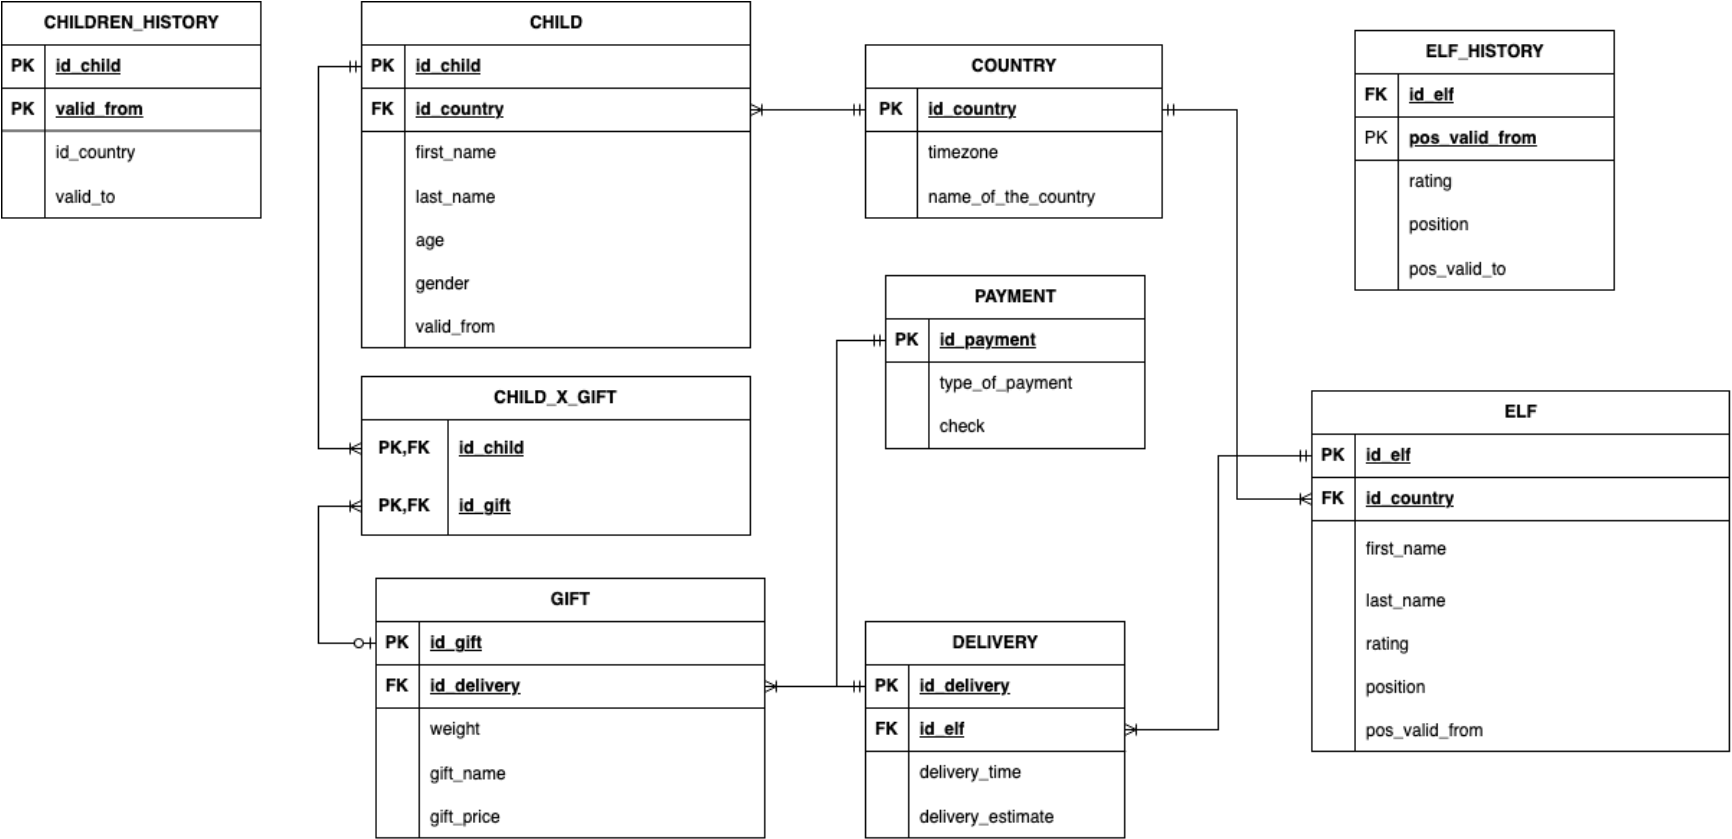 CHILDREN_HISTORY
PK id_child
PK valid_from
id_country
valid_to
CHILD
PK id_child
FK id_country
first_name
last_name
age
gender
valid_from
COUNTRY
PK id_country
timezone
name_of_the_country
ELF_HISTORY
FK id_elf
PK pos_valid_from
rating
position
pos_valid_to
PAYMENT
PK id_payment
type_of_payment
check
CHILD_X_GIFT
PK,FK id_child
PK,FK id_gift
ELF
PK id_elf
FK id_country
first_name
last_name
rating
position
pos_valid_from
GIFT
PK id_gift
FK id_delivery
weight
gift_name
gift_price
DELIVERY
PK id_delivery
FK id_elf
delivery_time
delivery_estimate